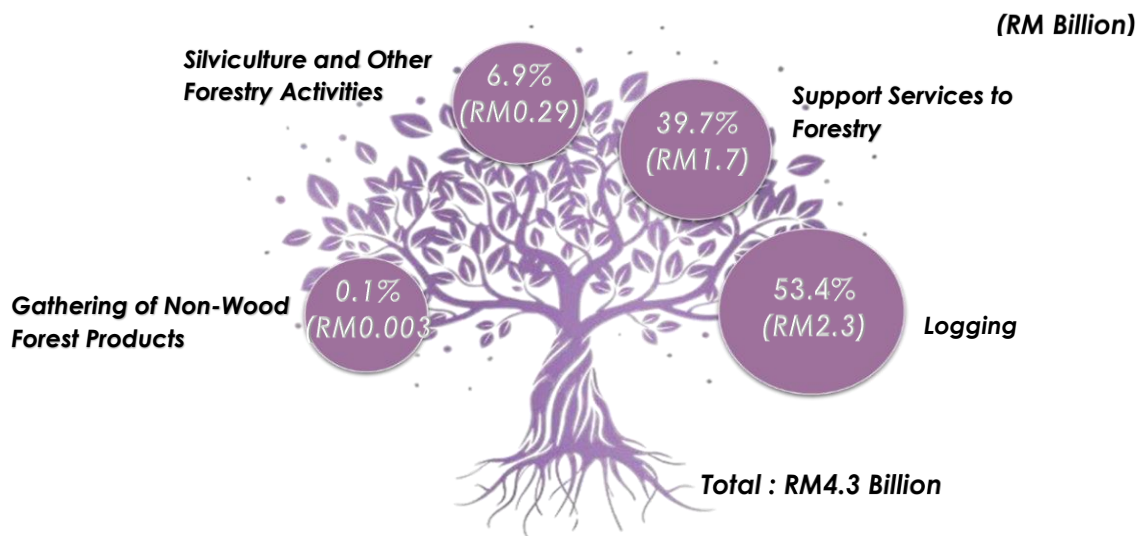 (RM Billion)
Silviculture and Other
Forestry Activities
6.9%
(RM0.29)
39.7%
(RM1.7)
Support Services to
Forestry
Gathering of Non-Wood
Forest Products
0.1%
(RM0.003
53.4%
(RM2.3)
Logging
Total : RM4.3 Billion